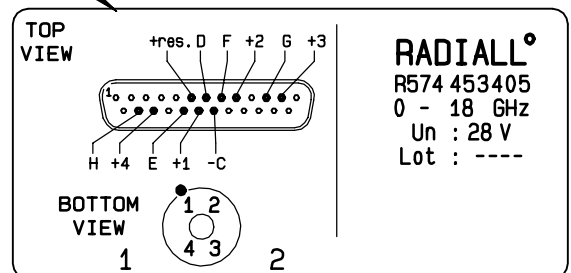 TOP
VIEW
+res. D F +2 G +3
1
H +4 E +1 -C
BOTTOM
VIEW
1 2
4 3
1 2
RADIALL°
R574 453405
0 - 18 GHz
Un : 28 V
Lot : ----